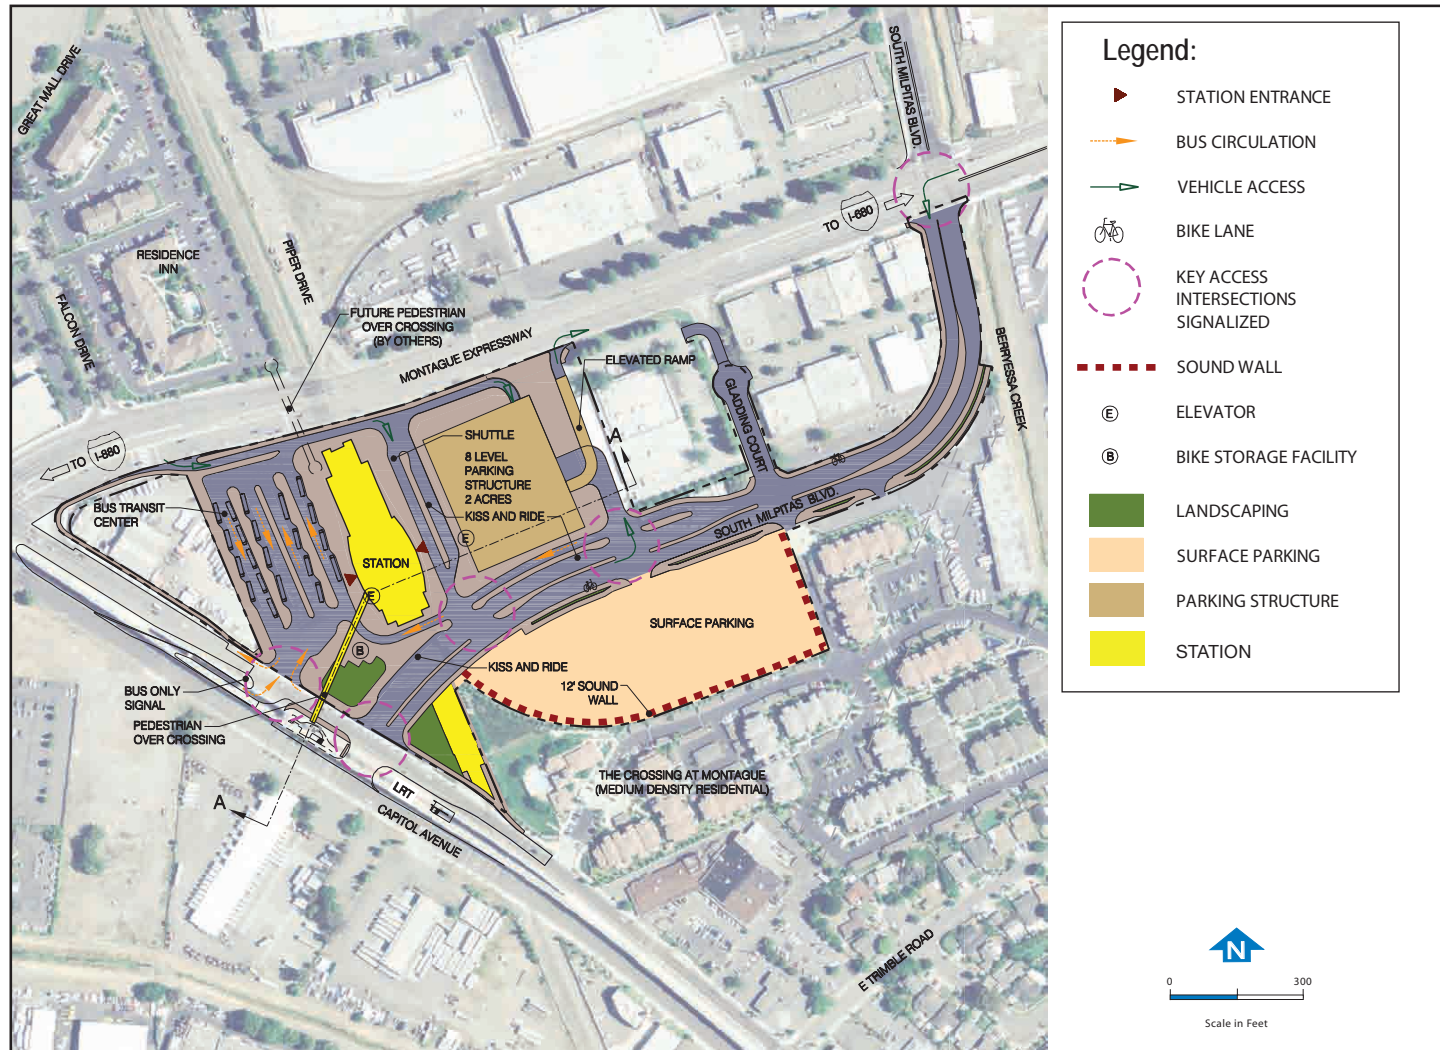 GREAT MALL DRIVE
SOUTH MILPITAS BLVD.
RESIDENCE
INN
PIPER DRIVE
FALCON DRIVE
TO I-680
FUTURE PEDESTRIAN
OVER CROSSING
(BY OTHERS)
MONTAGUE EXPRESSWAY
ELEVATED RAMP
BERRYESSA CREEK
GLADDING COURT
TO I-880
SHUTTLE
A
8 LEVEL
PARKING
STRUCTURE
2 ACRES
KISS AND RIDE
BUS TRANSIT
CENTER
SOUTH MILPITAS BLVD.
E
STATION
E
SURFACE PARKING
B
KISS AND RIDE
12' SOUND
WALL
BUS ONLY
SIGNAL
PEDESTRIAN
OVER CROSSING
THE CROSSING AT MONTAGUE
(MEDIUM DENSITY RESIDENTIAL)
LRT
A
CAPITOL AVENUE
E TRIMBLE ROAD
Legend:
STATION ENTRANCE
BUS CIRCULATION
VEHICLE ACCESS
BIKE LANE
KEY ACCESS
INTERSECTIONS
SIGNALIZED
SOUND WALL
E ELEVATOR
B BIKE STORAGE FACILITY
LANDSCAPING
SURFACE PARKING
PARKING STRUCTURE
STATION
N
0 300
Scale in Feet